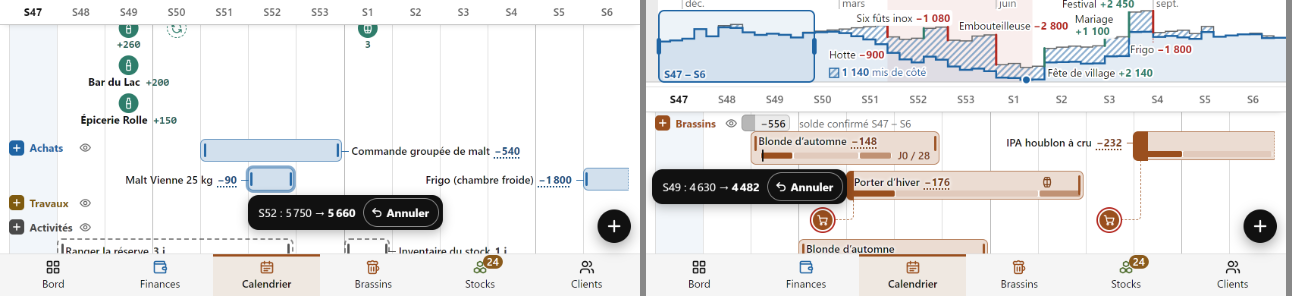 S47 S48 S49 S50 S51 S52 S53 S1 S2 S3 S4 S5 S6
+260
3
Bar du Lac +200
Épicerie Rolle +150
Achats
Commande groupée de malt −540
Malt Vienne 25 kg −90
Frigo (chambre froide) −1 800
Travaux
S52 : 5 750 → 5 660 Annuler
Activités
Ranger la réserve 3 j
Inventaire du stock 1 j
Bord Finances Calendrier Brassins Stocks 24 Clients
déc. mars juin sept.
Festival +2 450
Six fûts inox −1 080
Embouteilleuse −2 800
Mariage
+1 100
Hotte −900
Frigo −1 800
S47 – S6
1 140 mis de côté
Fête de village +2 140
S47 S48 S49 S50 S51 S52 S53 S1 S2 S3 S4 S5 S6
Brassins
−556 solde confirmé S47 – S6
Blonde d'automne −148
J0 / 28
IPA houblon à cru −232
S49 : 4 630 → 4 482 Annuler
Porter d'hiver −176
Blonde d'automne
Bord Finances Calendrier Brassins Stocks 24 Clients